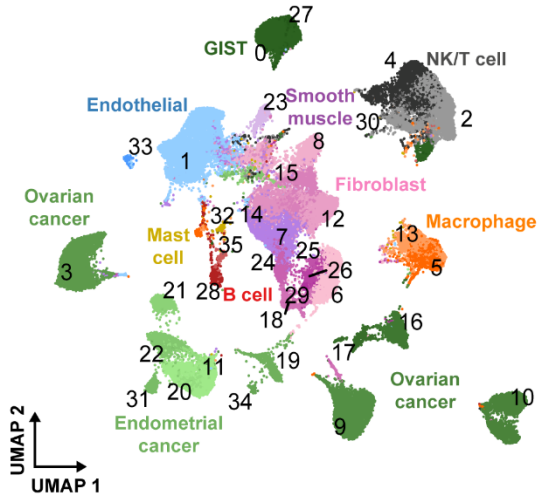 27
GIST
0
4
NK/T cell
23
Smooth
muscle
Endothelial
30
2
33
1
8
15
Fibroblast
Ovarian
cancer
3
32
14
12
Mast
cell
35
7
25
24
26
Macrophage
13
5
28
B cell
29
6
18
21
16
22
11
19
17
20
31
34
Endometrial
cancer
9
Ovarian
cancer
10
UMAP 2
UMAP 1